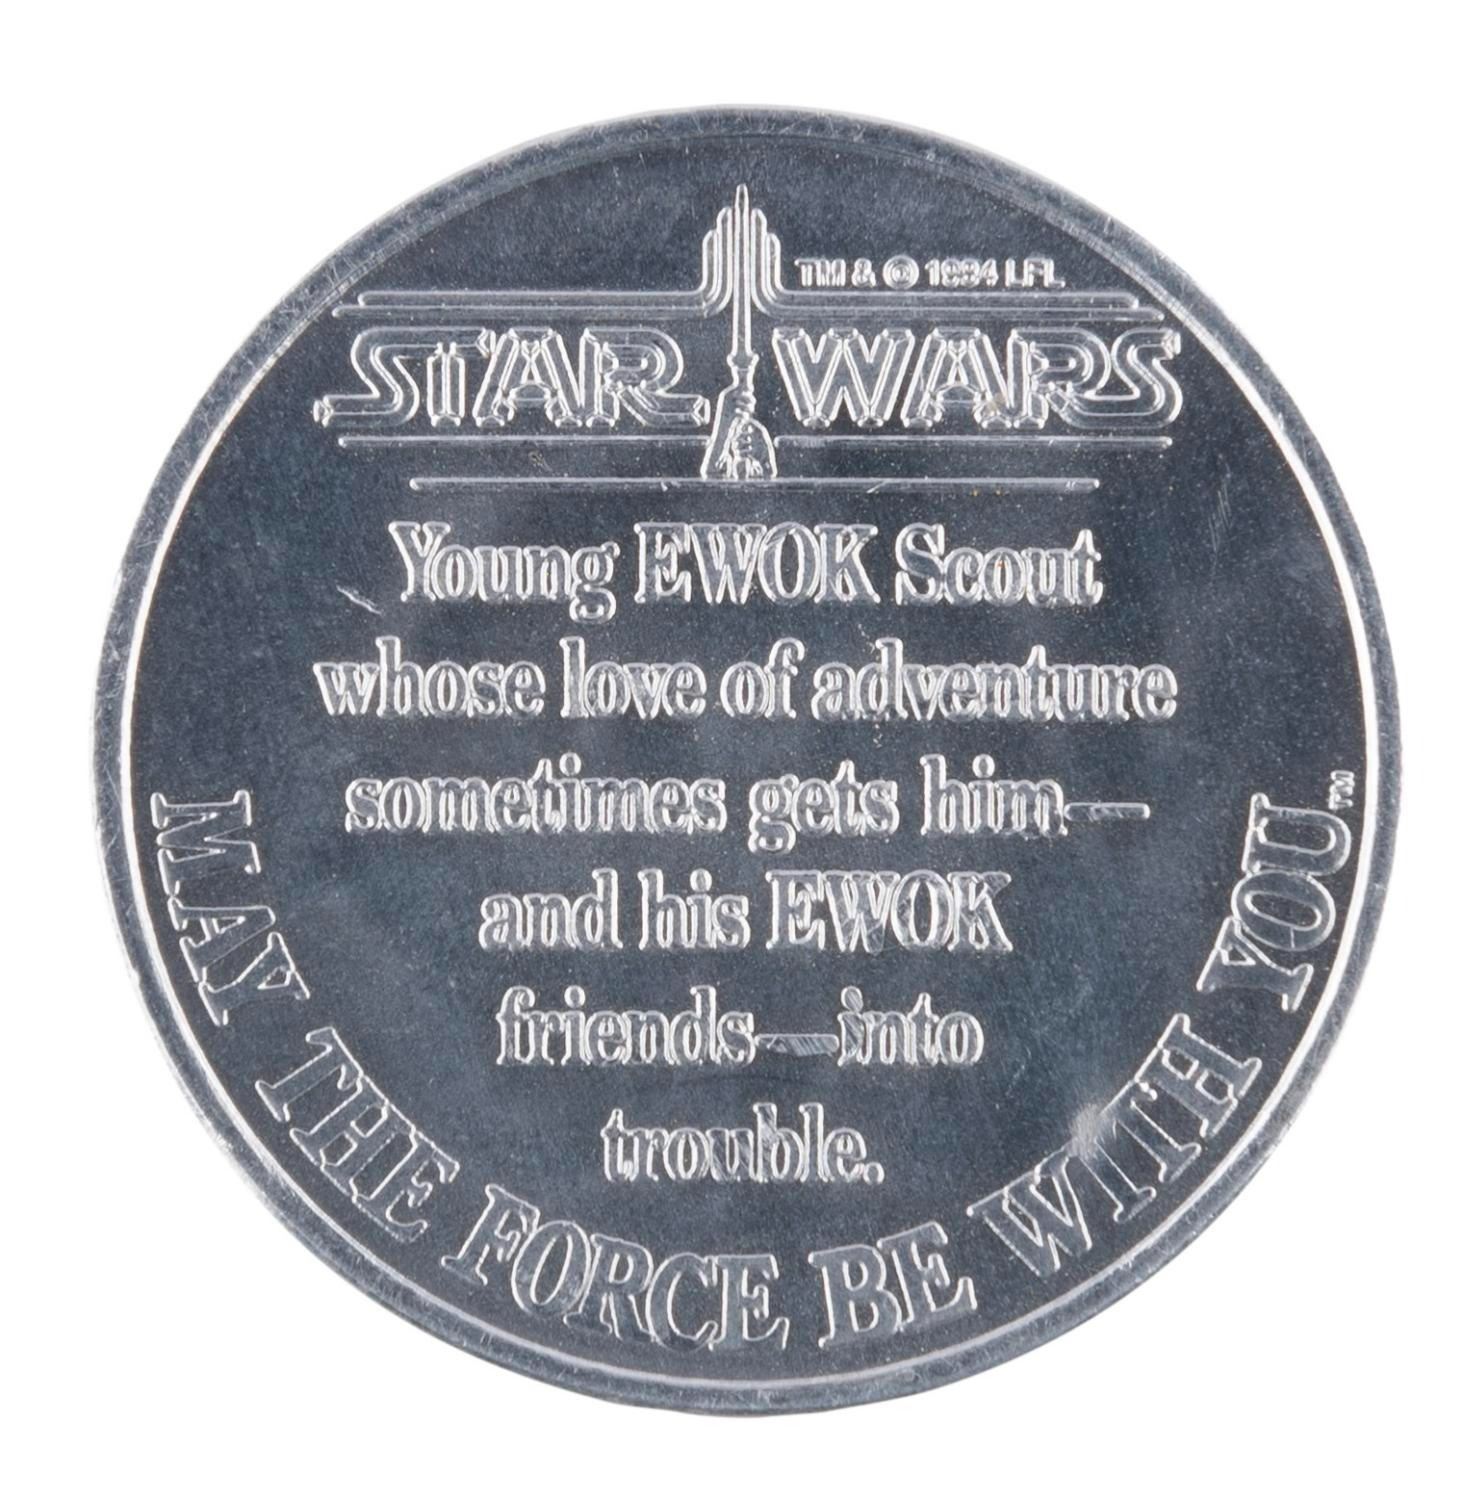 TM & © 1984 LFL
STAR WARS
Young EWOK Scout
whose love of adventure
sometimes gets him—
and his EWOK
friends—into
trouble.
MAY THE FORCE BE WITH YOU™